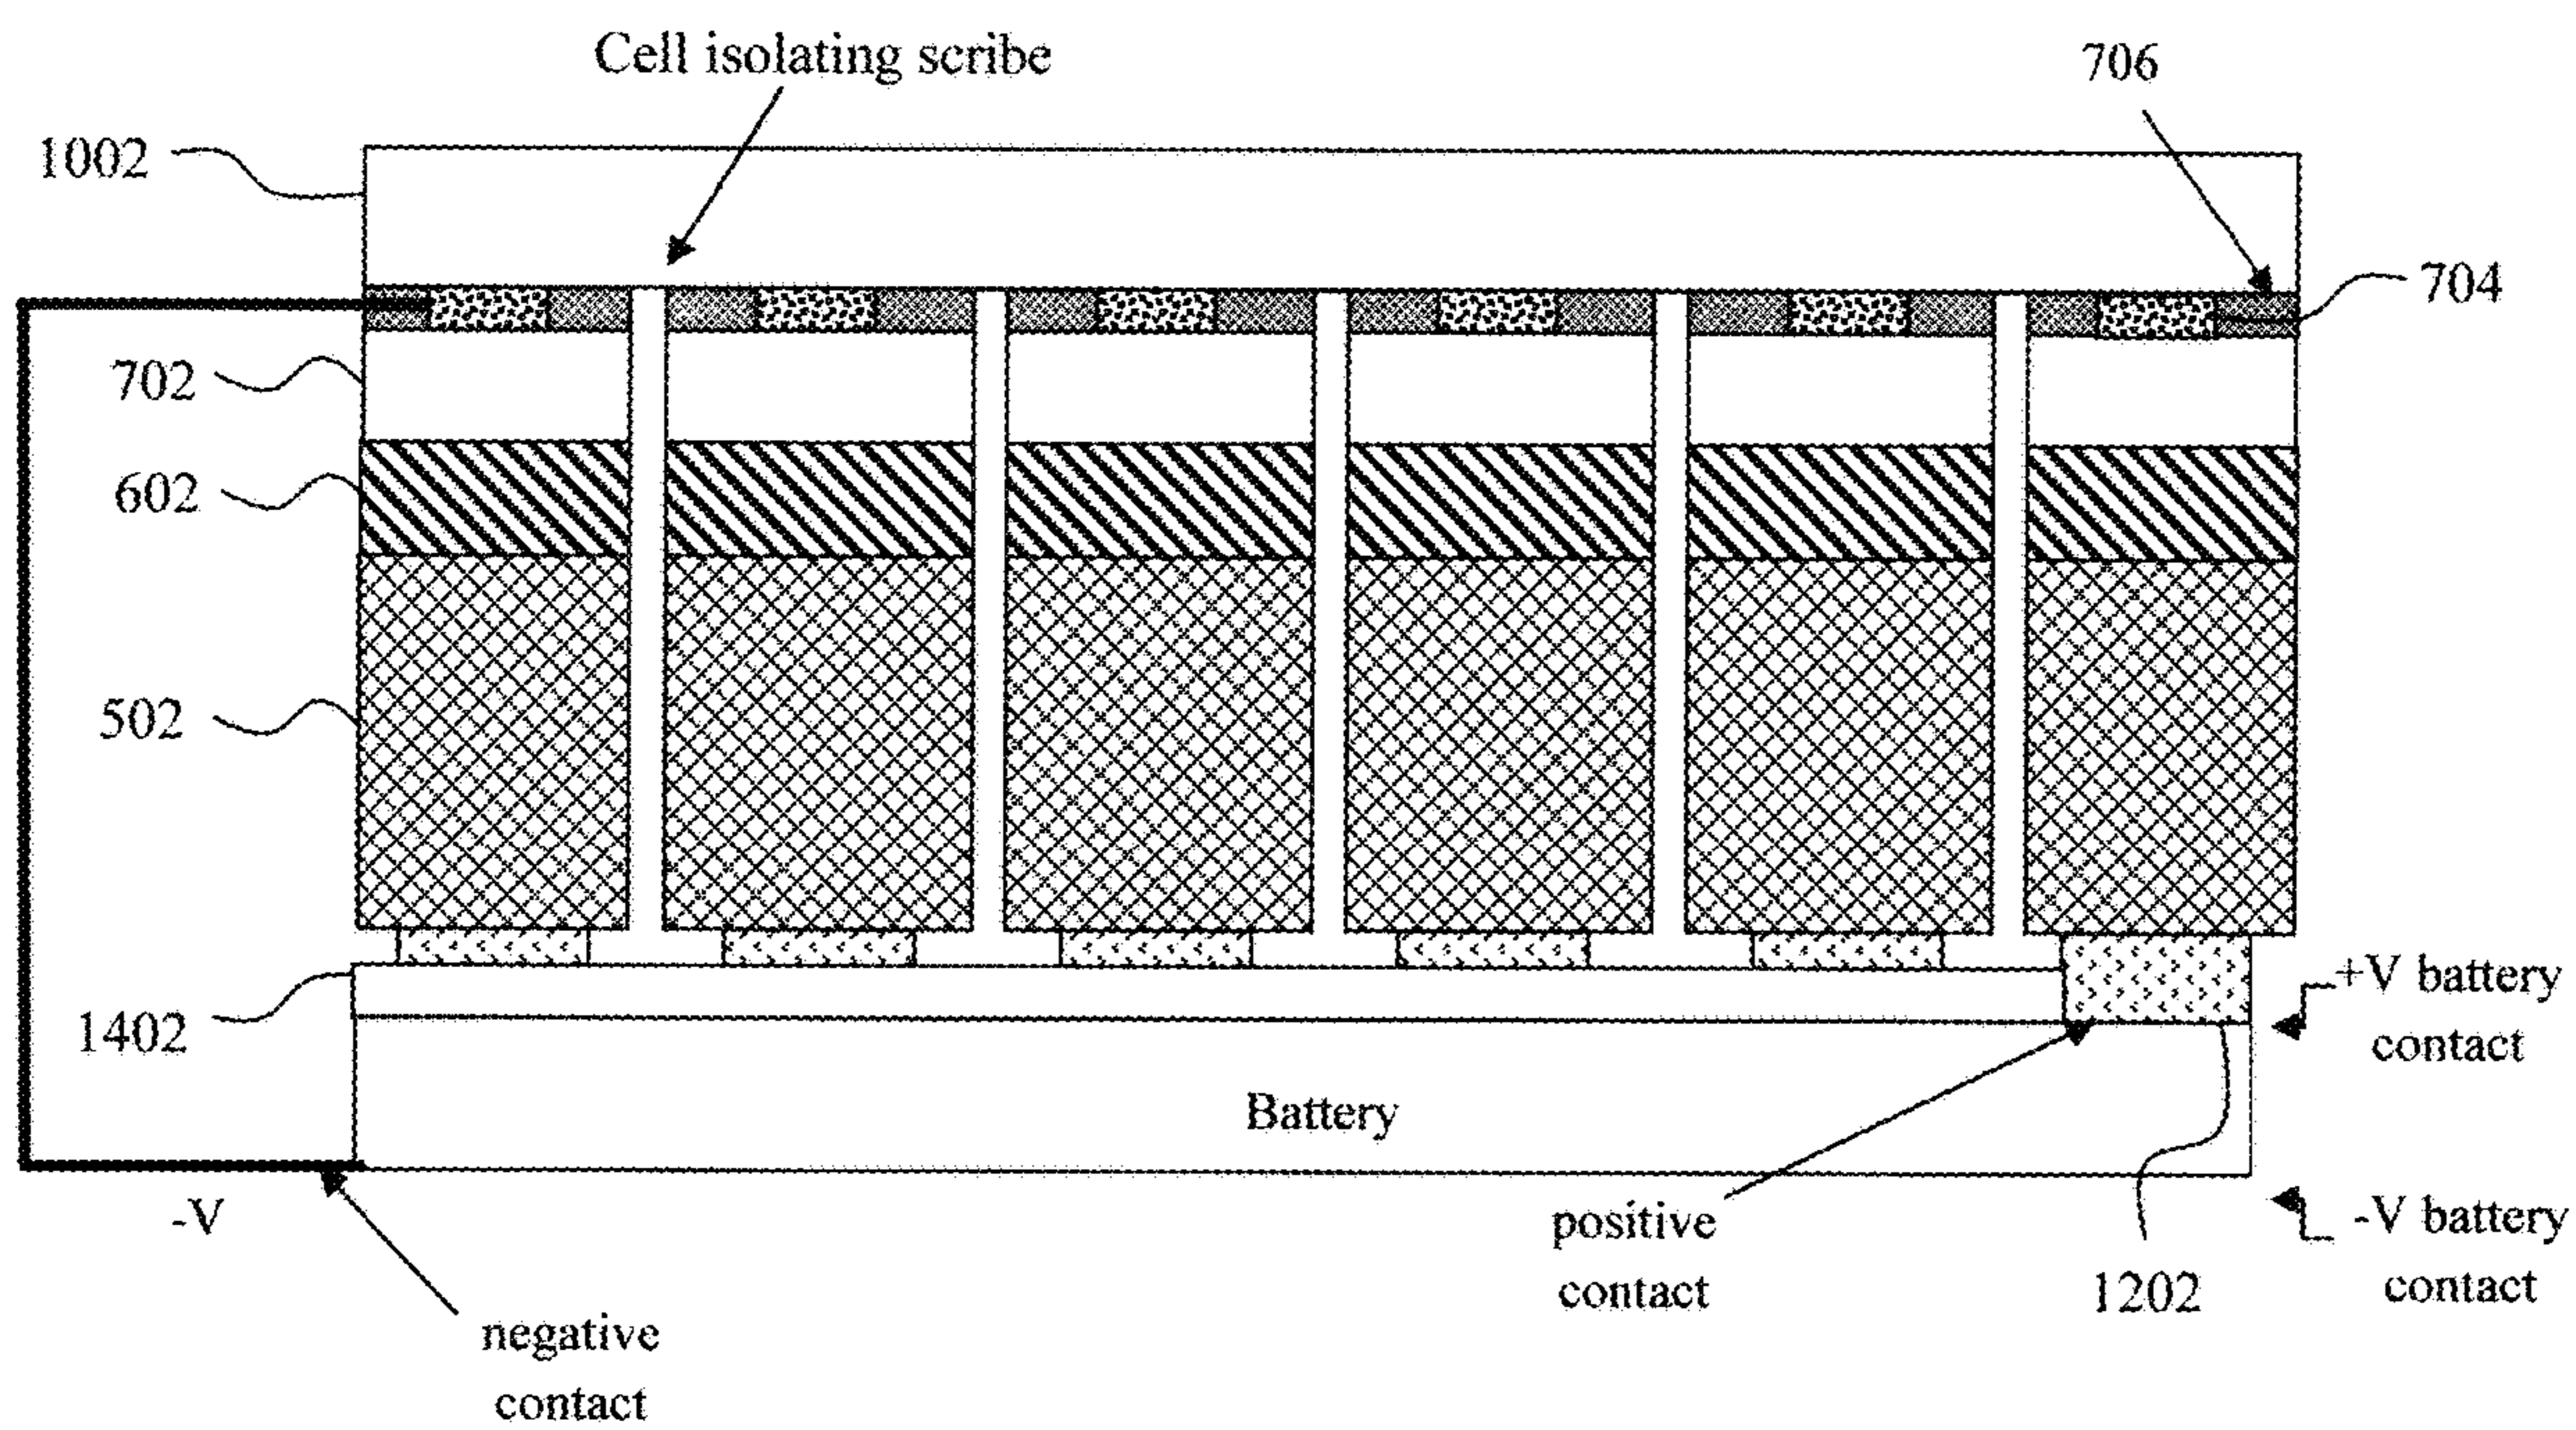 Cell isolating scribe
706
1002
704
702
602
502
1402
+V battery
contact
Battery
-V
positive
contact
1202
-V battery
contact
negative
contact